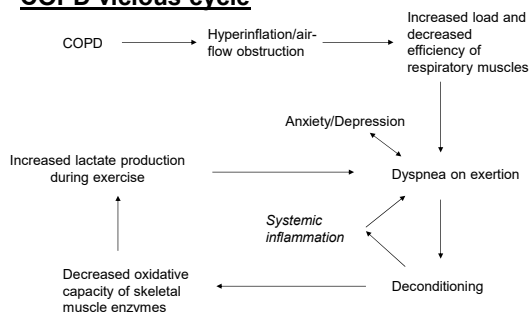 COPD vicious cycle
COPD
Hyperinflation/air-
flow obstruction
Increased load and
decreased
efficiency of
respiratory muscles
Anxiety/Depression
Increased lactate production
during exercise
Dyspnea on exertion
Systemic
inflammation
Decreased oxidative
capacity of skeletal
muscle enzymes
Deconditioning